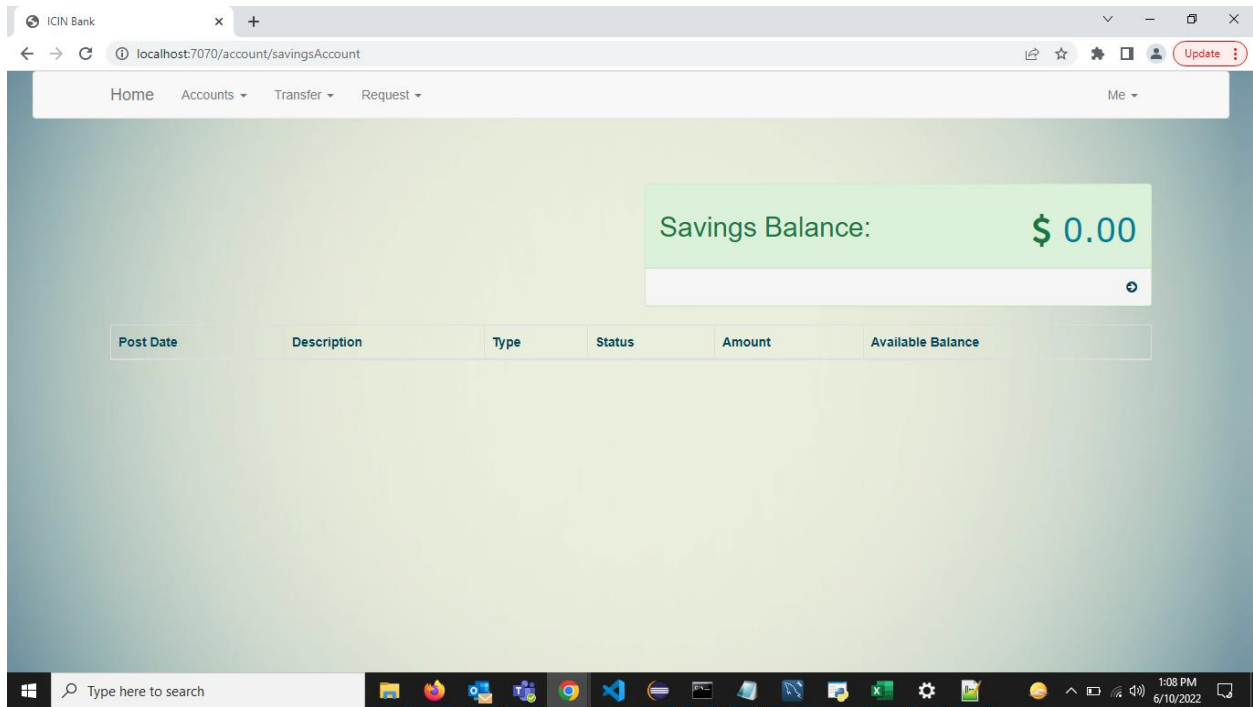 ICIN Bank
localhost:7070/account/savingsAccount
Update
Home Accounts Transfer Request Me
Savings Balance: $ 0.00
Post Date Description Type Status Amount Available Balance
Type here to search
1:08 PM
6/10/2022